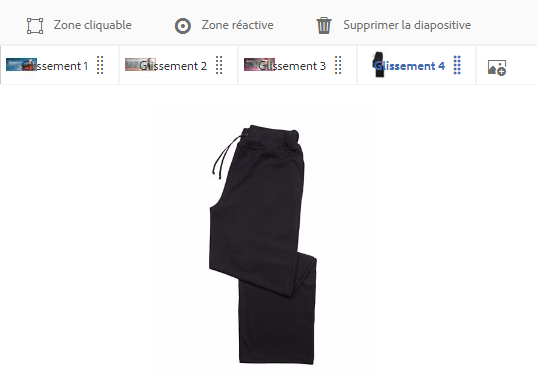 Zone cliquable Zone réactive Supprimer la diapositive
Glissement 1 Glissement 2 Glissement 3 Glissement 4